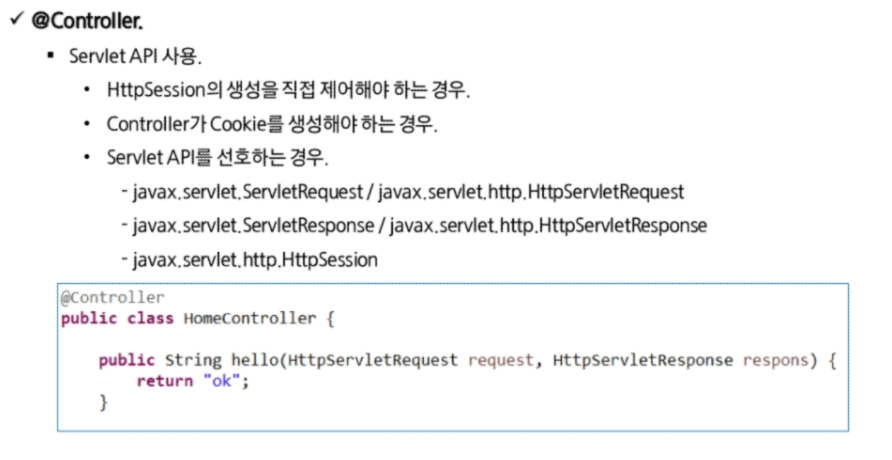 ✓ @Controller.
▪ Servlet API 사용.
• HttpSession의 생성을 직접 제어해야 하는 경우.
• Controller가 Cookie를 생성해야 하는 경우.
• Servlet API를 선호하는 경우.
- javax.servlet.ServletRequest / javax.servlet.http.HttpServletRequest
- javax.servlet.ServletResponse / javax.servlet.http.HttpServletResponse
- javax.servlet.http.HttpSession
@Controller
public class HomeController {
public String hello(HttpServletRequest request, HttpServletResponse respons) {
return "ok";
}